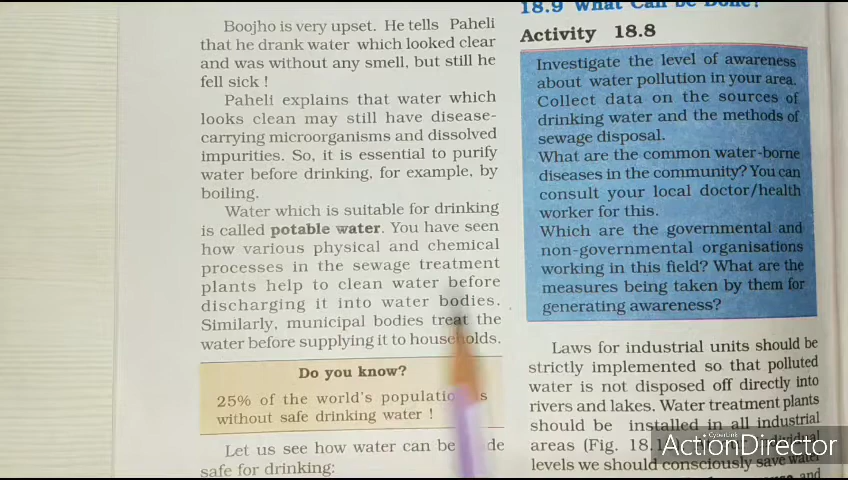 Boojho is very upset. He tells Paheli
that he drank water which looked clear
and was without any smell, but still he
fell sick !
Paheli explains that water which
looks clean may still have disease-
carrying microorganisms and dissolved
impurities. So, it is essential to purify
water before drinking, for example, by
boiling.
Water which is suitable for drinking
is called potable water. You have seen
how various physical and chemical
processes in the sewage treatment
plants help to clean water before
discharging it into water bodies.
Similarly, municipal bodies treat the
water before supplying it to households.
Do you know?
25% of the world's population
without safe drinking water !
Let us see how water can be
safe for drinking:
18.9 What Can be Done?
Activity 18.8
Investigate the level of awareness
about water pollution in your area.
Collect data on the sources of
drinking water and the methods of
sewage disposal.
What are the common water-borne
diseases in the community? You can
consult your local doctor/health
worker for this.
Which are the governmental and
non-governmental organisations
working in this field? What are the
measures being taken by them for
generating awareness?
Laws for industrial units should be
strictly implemented so that polluted
water is not disposed off directly into
rivers and lakes. Water treatment plants
should be installed in all industrial
areas (Fig.
levels we should consciously save water
and
CyberLink
ActionDirector